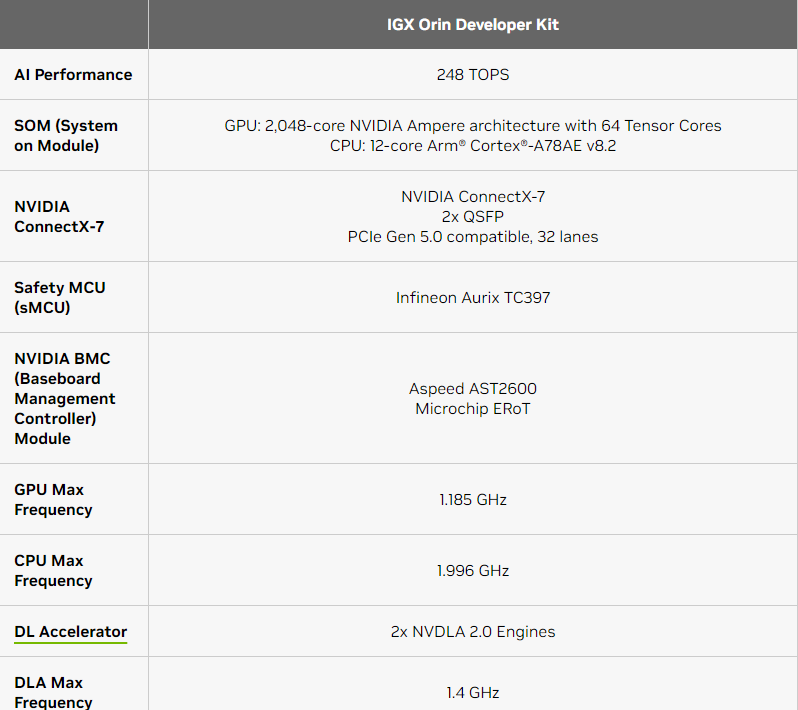 IGX Orin Developer Kit
AI Performance
248 TOPS
SOM (System
on Module)
GPU: 2,048-core NVIDIA Ampere architecture with 64 Tensor Cores
CPU: 12-core Arm® Cortex®-A78AE v8.2
NVIDIA
ConnectX-7
NVIDIA ConnectX-7
2x QSFP
PCIe Gen 5.0 compatible, 32 lanes
Safety MCU
(sMCU)
Infineon Aurix TC397
NVIDIA BMC
(Baseboard
Management
Controller)
Module
Aspeed AST2600
Microchip ERoT
GPU Max
Frequency
1.185 GHz
CPU Max
Frequency
1.996 GHz
DL Accelerator
2x NVDLA 2.0 Engines
DLA Max
Frequency
1.4 GHz